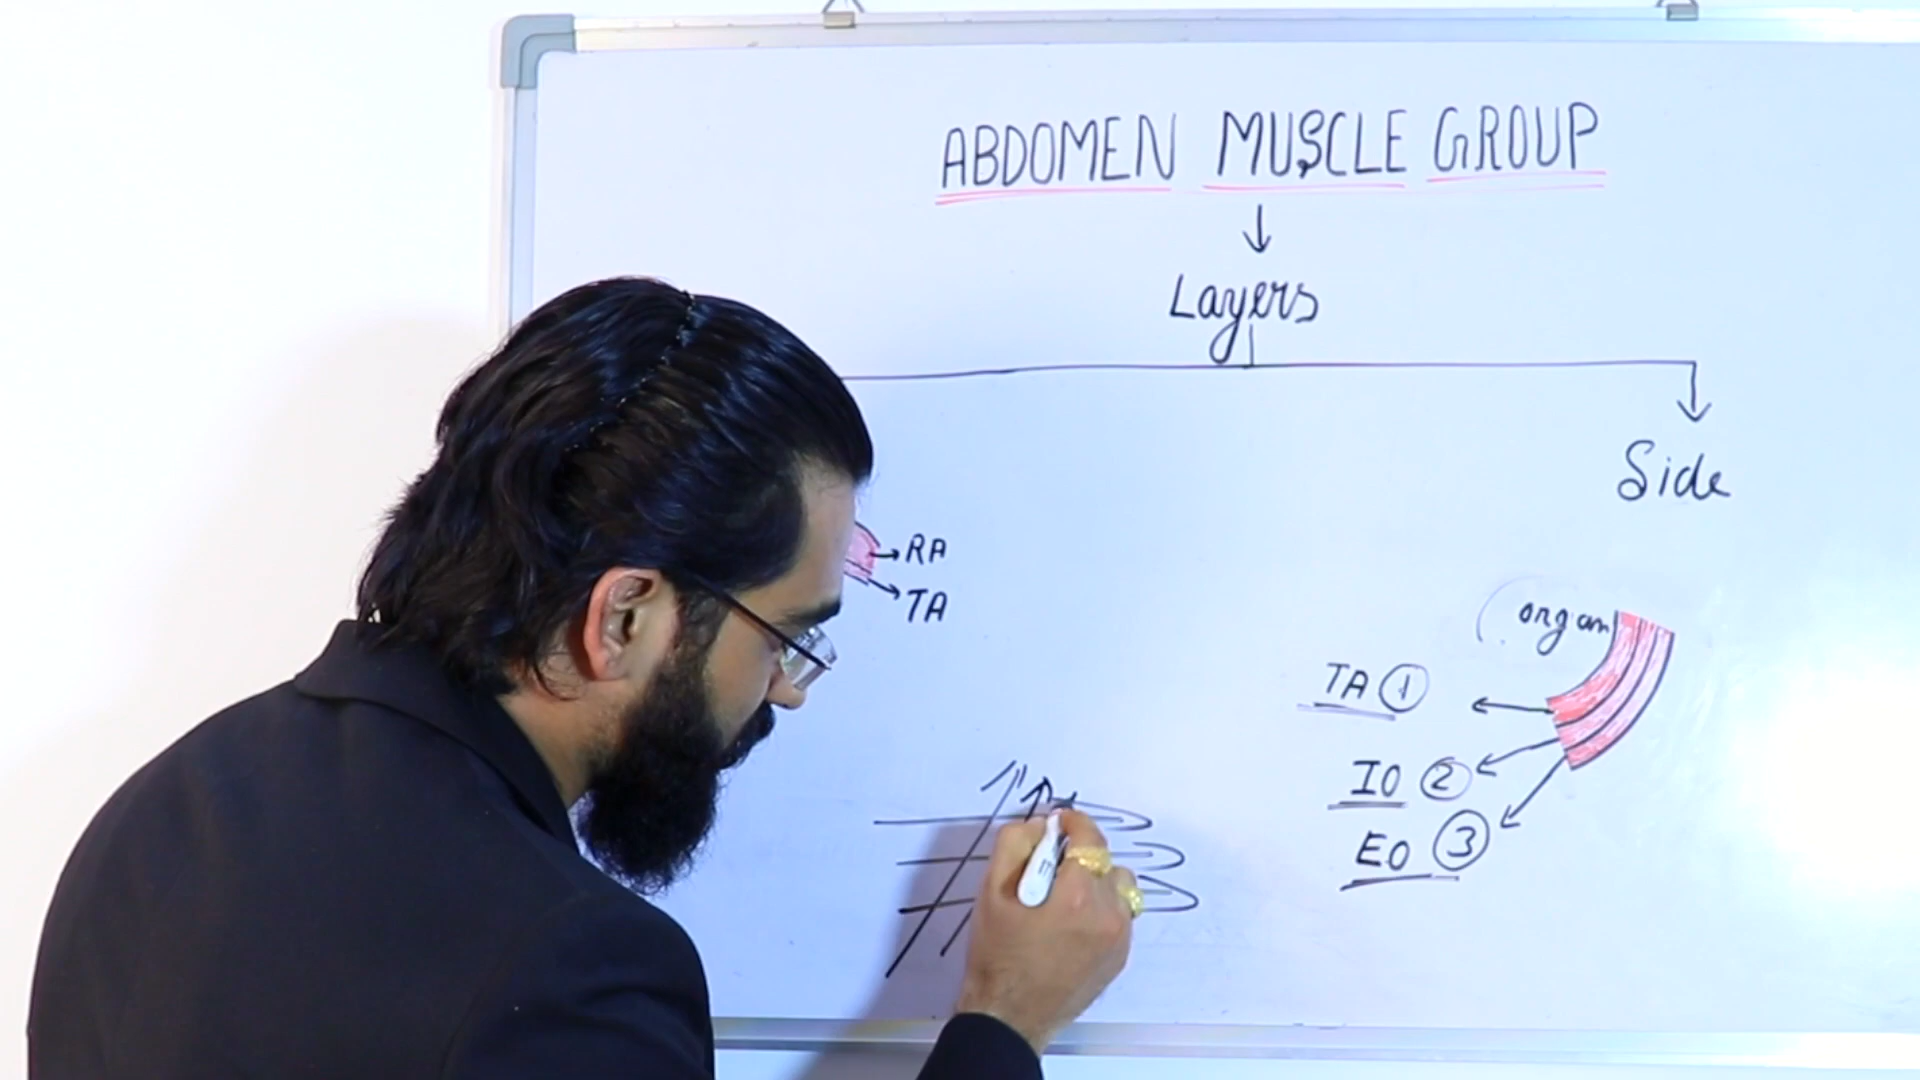 ABDOMEN MUSCLE GROUP
Layers
Side
RA
TA
organ
TA 1
IO 2
EO 3